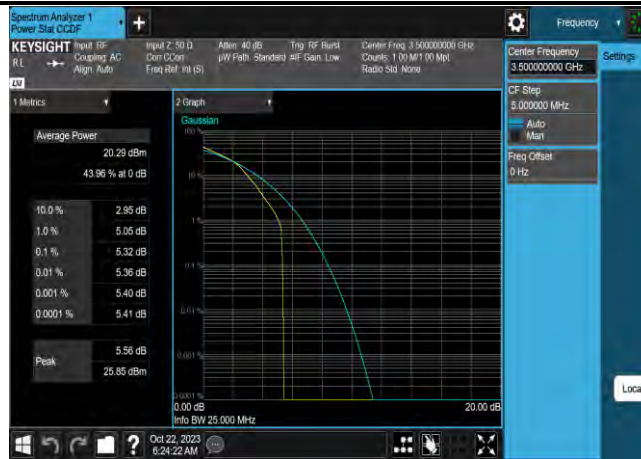 Spectrum Analyzer 1
Power Stat CCDF
Frequency
KEYSIGHT
RL
Input: RF
Coupling: AC
Align: Auto
Input Z: 50 Ω
Corr CCorr
Freq Ref: Int (S)
Atten: 40 dB
µW Path: Standard
Trig: RF Burst
#IF Gain: Low
Center Freq: 3.500000000 GHz
Counts: 1.00 M/1.00 Mpt
Radio Std: None
Center Frequency
3.500000000 GHz
Settings
CF Step
5.000000 MHz
Auto
Man
Freq Offset
0 Hz
1 Metrics
Average Power
20.29 dBm
43.96 % at 0 dB
10.0 % 2.95 dB
1.0 % 5.05 dB
0.1 % 5.32 dB
0.01 % 5.36 dB
0.001 % 5.40 dB
0.0001 % 5.41 dB
Peak
5.56 dB
25.85 dBm
2 Graph
Gaussian
100 %
10 %
1 %
0.1 %
0.01 %
0.001 %
0.0001 %
0.00 dB
20.00 dB
Info BW 25.000 MHz
Loca
?
Oct 22, 2023
6:24:22 AM